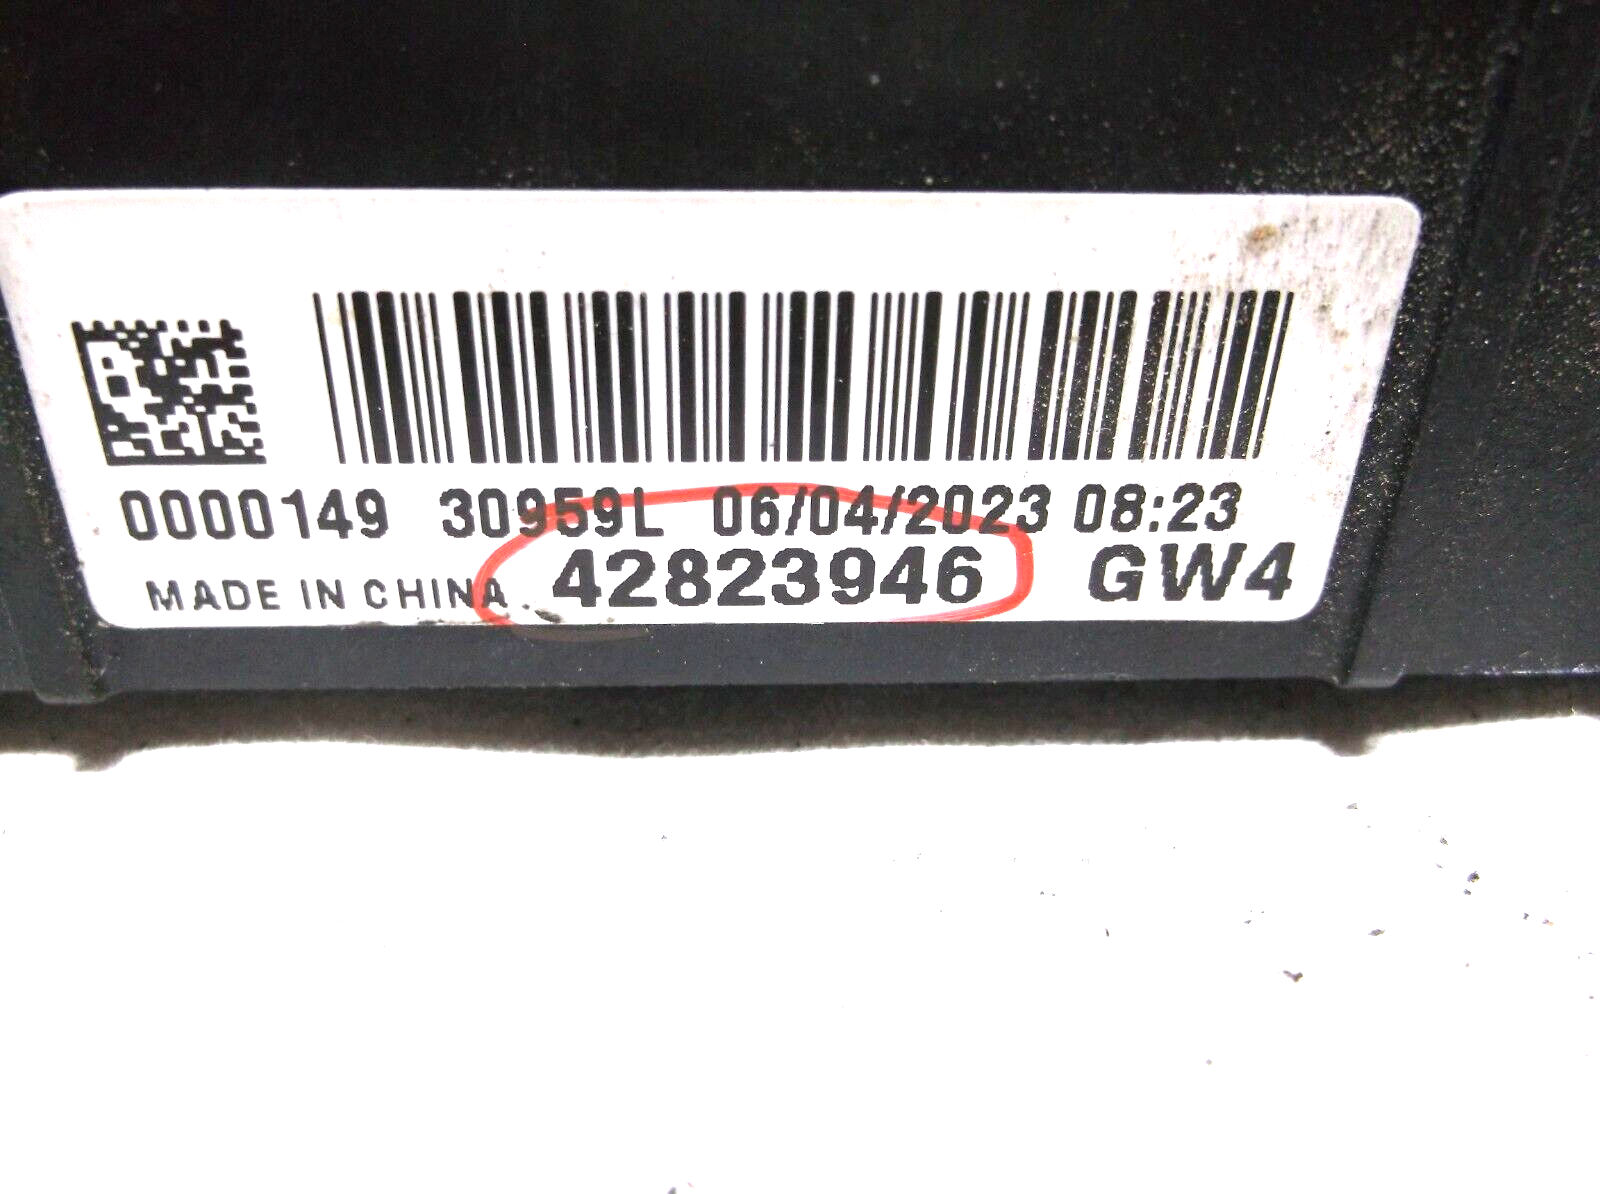 0000149 30959L 06/04/2023 08:23
MADE IN CHINA 42823946 GW4